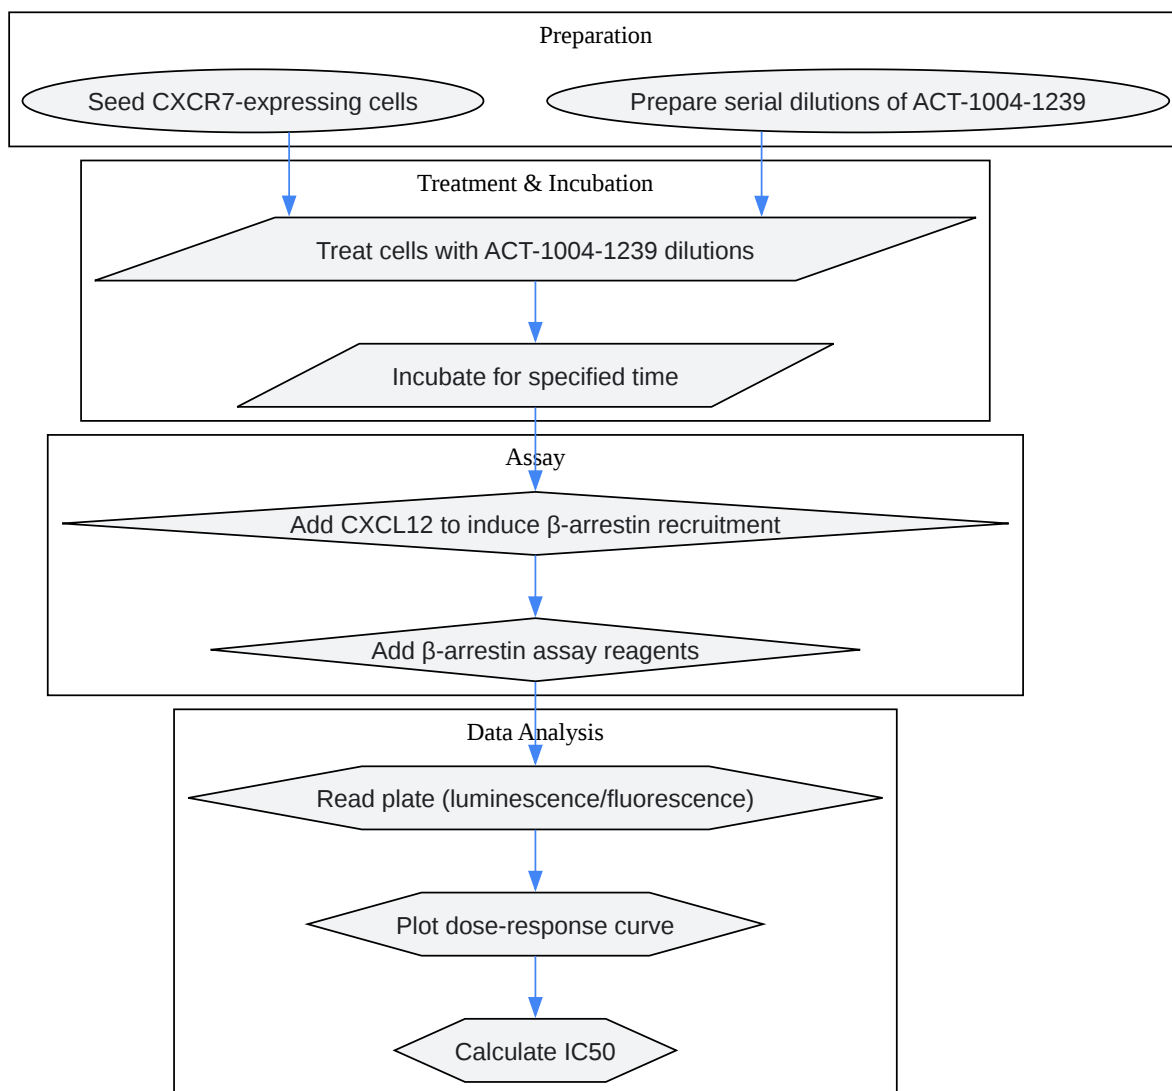 Preparation
Seed CXCR7-expressing cells
Prepare serial dilutions of ACT-1004-1239
Treatment & Incubation
Treat cells with ACT-1004-1239 dilutions
Incubate for specified time
Assay
Add CXCL12 to induce β-arrestin recruitment
Add β-arrestin assay reagents
Data Analysis
Read plate (luminescence/fluorescence)
Plot dose-response curve
Calculate IC50